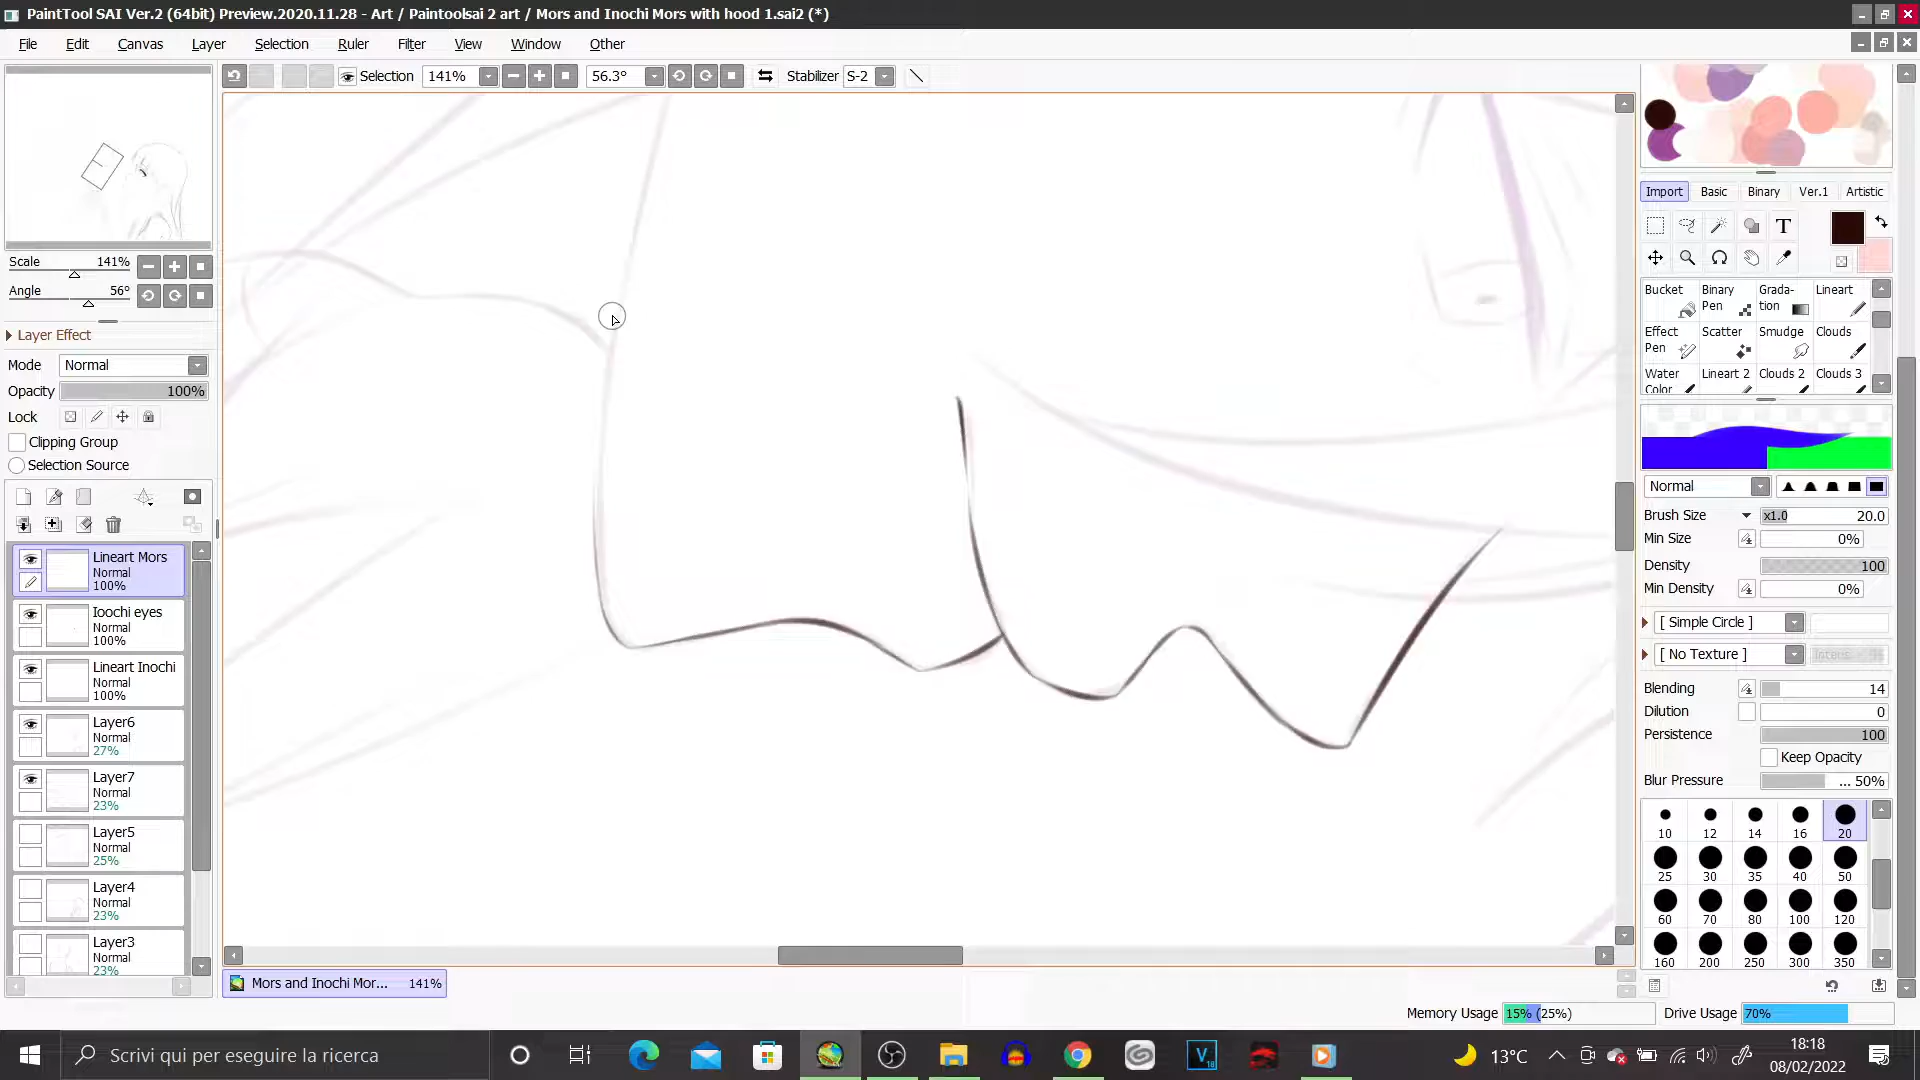 PaintTool SAI Ver.2 (64bit) Preview.2020.11.28 - Art / Paintoolsai 2 art / Mors and Inochi Mors with hood 1.sai2 (*)
File Edit Canvas Layer Selection Ruler Filter View Window Other
Selection 141% 56.3° Stabilizer S-2
Scale 141%
Angle 56°
Layer Effect
Mode Normal
Opacity 100%
Lock
Clipping Group
Selection Source
Lineart Mors
Normal
100%
Ioochi eyes
Normal
100%
Lineart Inochi
Normal
100%
Layer6
Normal
27%
Layer7
Normal
23%
Layer5
Normal
25%
Layer4
Normal
23%
Layer3
Normal
23%
Mors and Inochi Mor... 141%
Import Basic Binary Ver.1 Artistic
T
Bucket Binary Pen Grada-tion Lineart
Effect Pen Scatter Smudge Clouds
Water Color Lineart 2 Clouds 2 Clouds 3
Normal
Brush Size x1.0 20.0
Min Size 0%
Density 100
Min Density 0%
[ Simple Circle ]
[ No Texture ]
Blending 14
Dilution 0
Persistence 100
Keep Opacity
Blur Pressure ... 50%
10 12 14 16 20
25 30 35 40 50
60 70 80 100 120
160 200 250 300 350
Memory Usage 15% (25%) Drive Usage 70%
Scrivi qui per eseguire la ricerca
13°C
18:18
08/02/2022